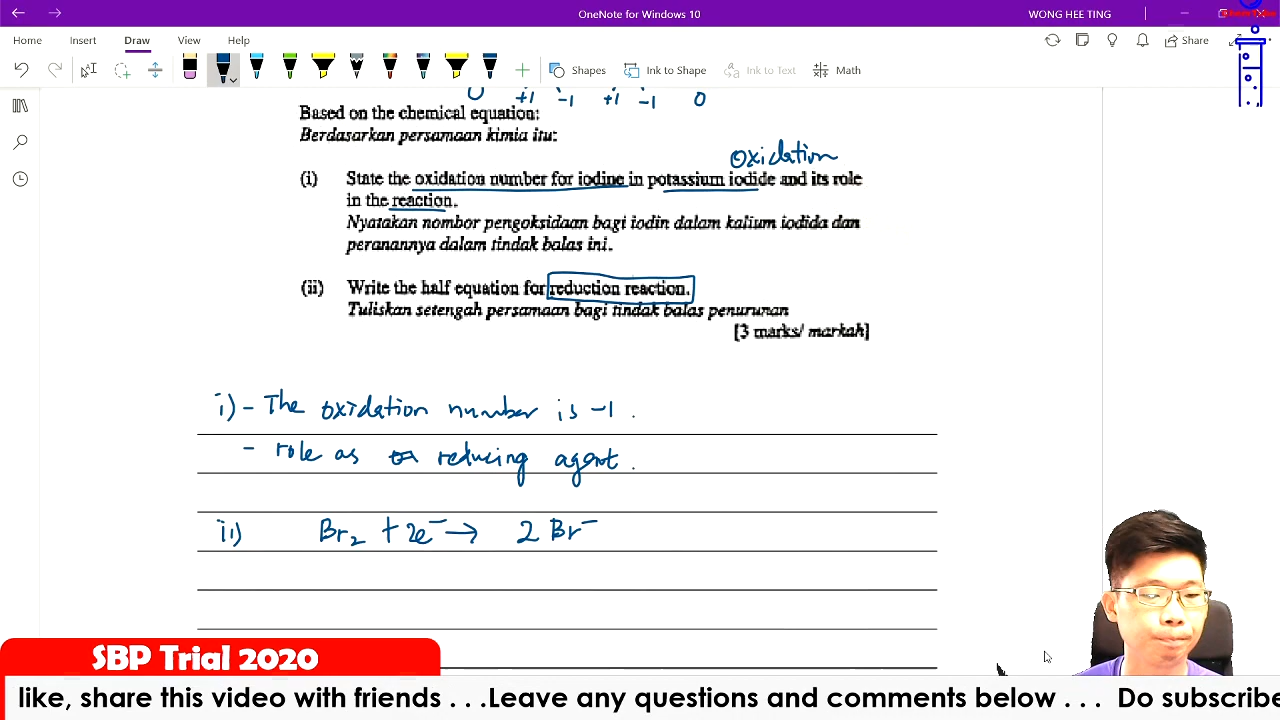 OneNote for Windows 10
WONG HEE TING
Home Insert Draw View Help
Share
Shapes Ink to Shape Ink to Text Math
0 +1 -1 +1 -1 0
Based on the chemical equation:
Berdasarkan persamaan kimia itu:
oxidation
(i) State the oxidation number for iodine in potassium iodide and its role
in the reaction.
Nyatakan nombor pengoksidaan bagi iodin dalam kalium iodida dan
peranannya dalam tindak balas ini.
(ii) Write the half equation for reduction reaction.
Tuliskan setengah persamaan bagi tindak balas penurunan
[3 marks/ markah]
i) - The oxidation number is -1.
- role as reducing agent.
ii) Br₂ + 2e⁻ → 2Br⁻
SBP Trial 2020
like, share this video with friends . . .Leave any questions and comments below . . . Do subscribe